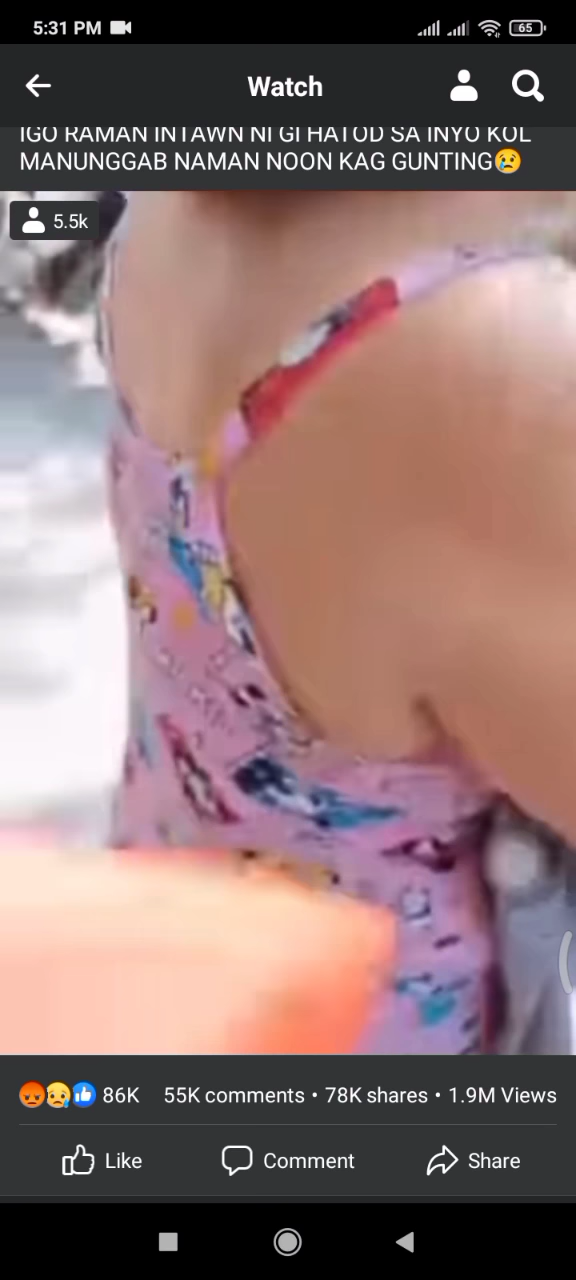 5:31 PM
65
Watch
IGO RAMAN INTAWN NI GI HATOD SA INYO KOL
MANUNGGAB NAMAN NOON KAG GUNTING😢
5.5k
86K 55K comments • 78K shares • 1.9M Views
Like Comment Share